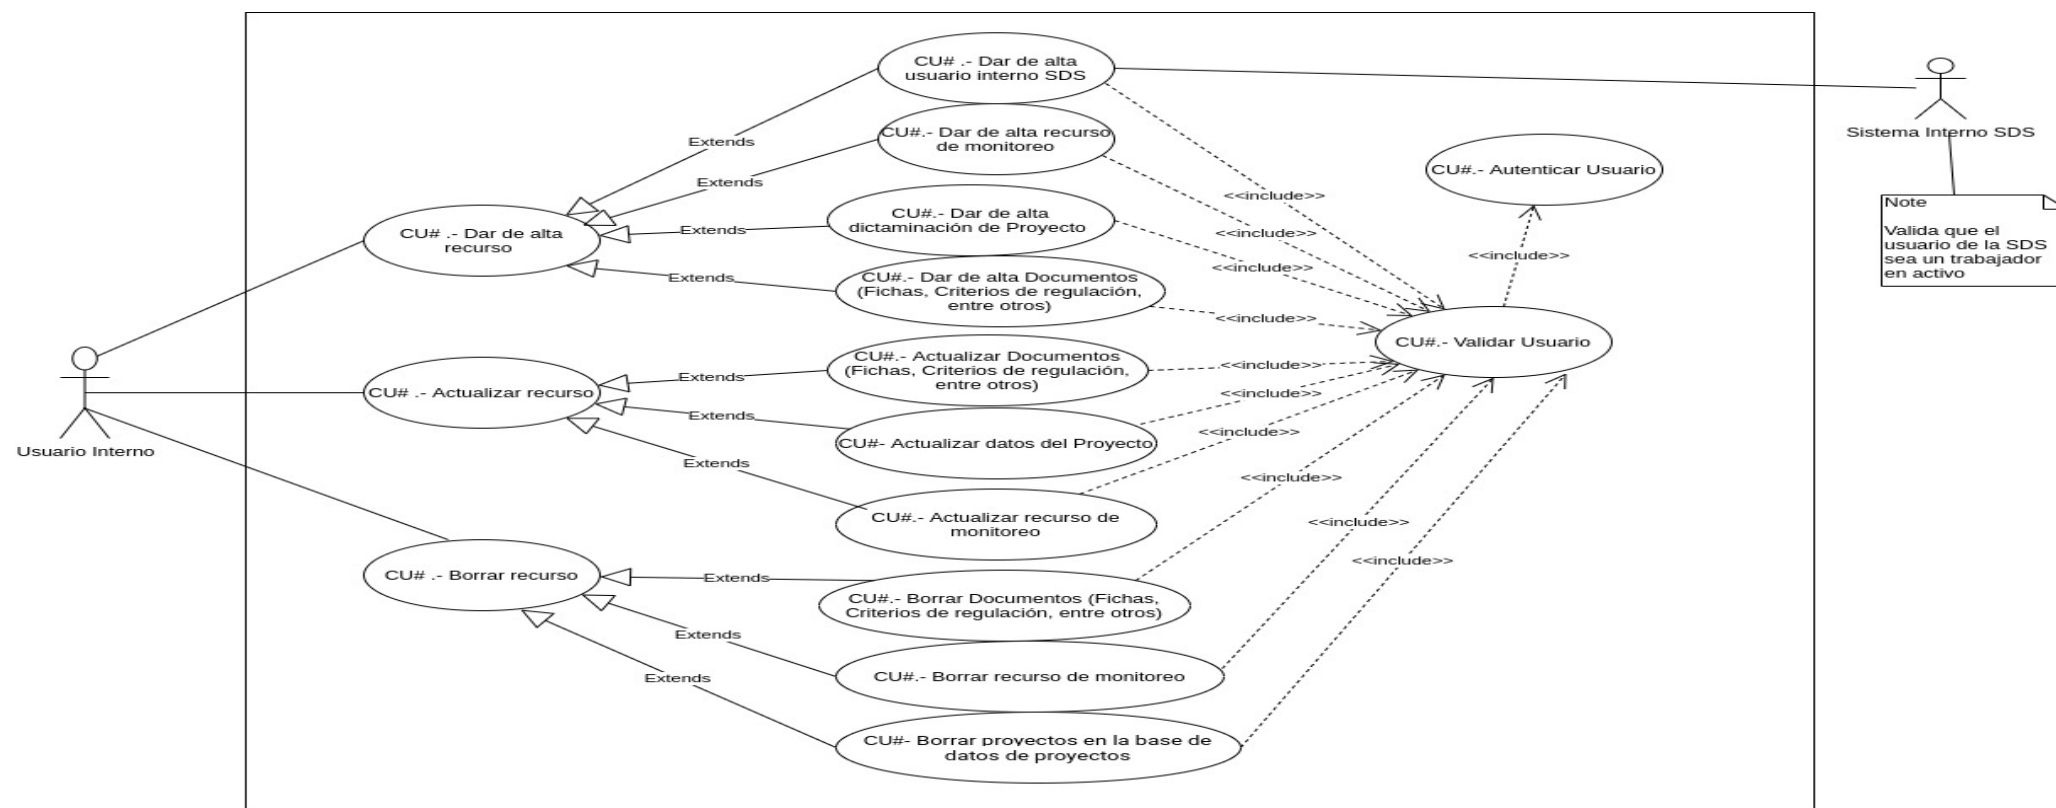 CU# .- Dar de alta
usuario interno SDS
Sistema Interno SDS
Extends
CU#.- Dar de alta recurso
de monitoreo
CU#.- Autenticar Usuario
Extends
<<include>>
Note
Valida que el
usuario de la SDS
sea un trabajador
en activo
CU# .- Dar de alta
recurso
Extends
CU#.- Dar de alta
dictaminación de Proyecto
<<include>>
<<include>>
<<include>>
Extends
CU#.- Dar de alta Documentos
(Fichas, Criterios de regulación,
entre otros)
<<include>>
CU#.- Validar Usuario
CU#.- Actualizar Documentos
(Fichas, Criterios de regulación,
entre otros)
<<include>>
Extends
CU# .- Actualizar recurso
<<include>>
Extends
<<include>>
CU#- Actualizar datos del Proyecto
Usuario Interno
Extends
<<include>>
CU#.- Actualizar recurso de
monitoreo
<<include>>
<<include>>
CU# .- Borrar recurso
Extends
CU#.- Borrar Documentos (Fichas,
Criterios de regulación, entre otros)
Extends
CU#.- Borrar recurso de monitoreo
Extends
CU#- Borrar proyectos en la base de
datos de proyectos